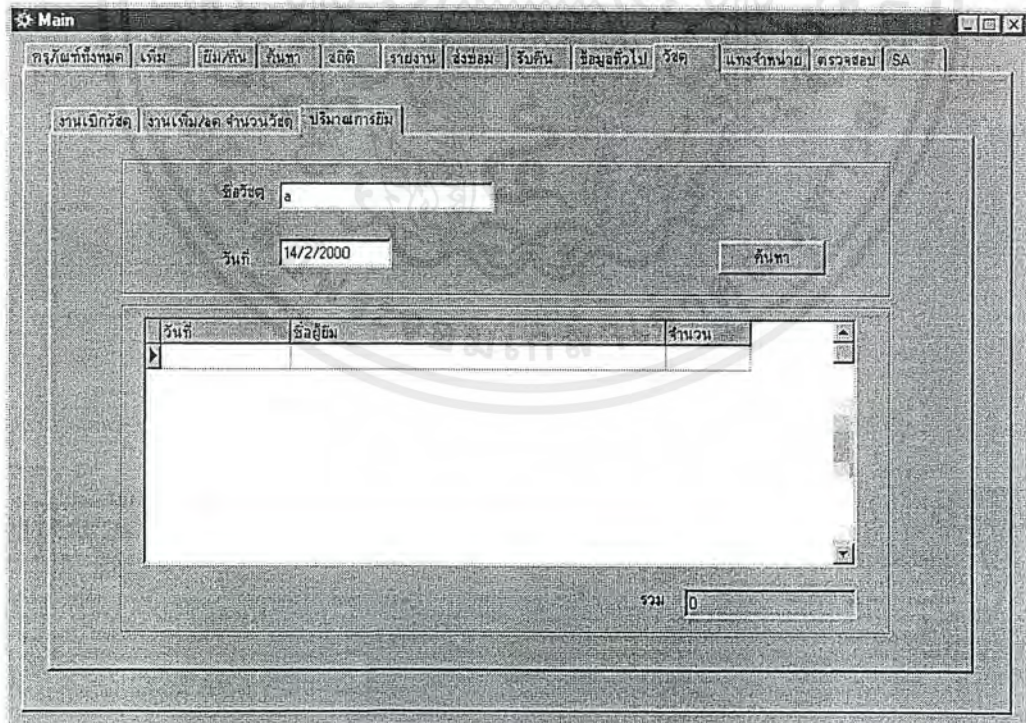 Main
ครุภัณฑ์ทั้งหมด เพิ่ม ยืม/คืน ค้นหา สถิติ รายงาน ส่งซ่อม รับคืน ข้อมูลทั่วไป วัสดุ แทงจำหน่าย ตรวจสอบ SA
งานเบิกวัสดุ งานเพิ่ม/ลด จำนวนวัสดุ ปริมาณการยืม
ชื่อวัสดุ a
วันที่ 14/2/2000 ค้นหา
วันที่ ชื่อผู้ยืม จำนวน
รวม 0